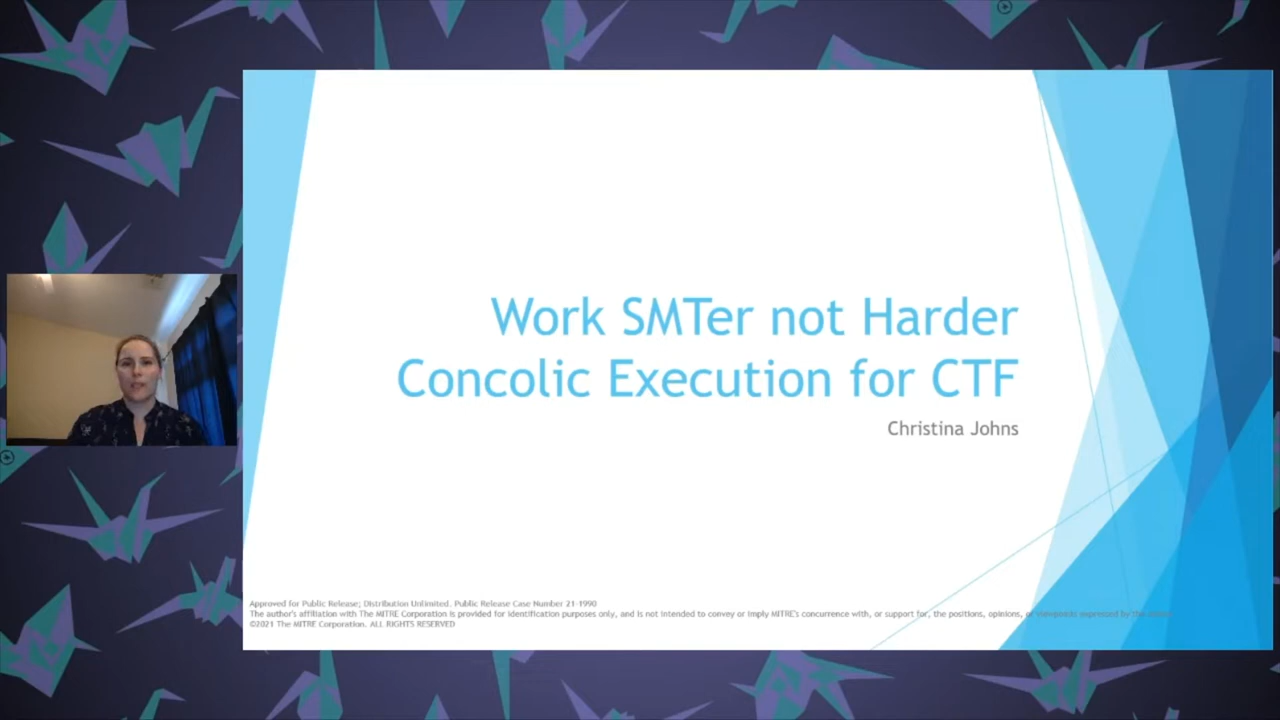 Work SMTer not Harder
Concolic Execution for CTF
Christina Johns
Approved for Public Release; Distribution Unlimited. Public Release Case Number 21-1990
The author's affiliation with The MITRE Corporation is provided for identification purposes only, and is not intended to convey or imply MITRE's concurrence with, or support for, the positions, opinions, or viewpoints expressed by the
©2021 The MITRE Corporation. ALL RIGHTS RESERVED